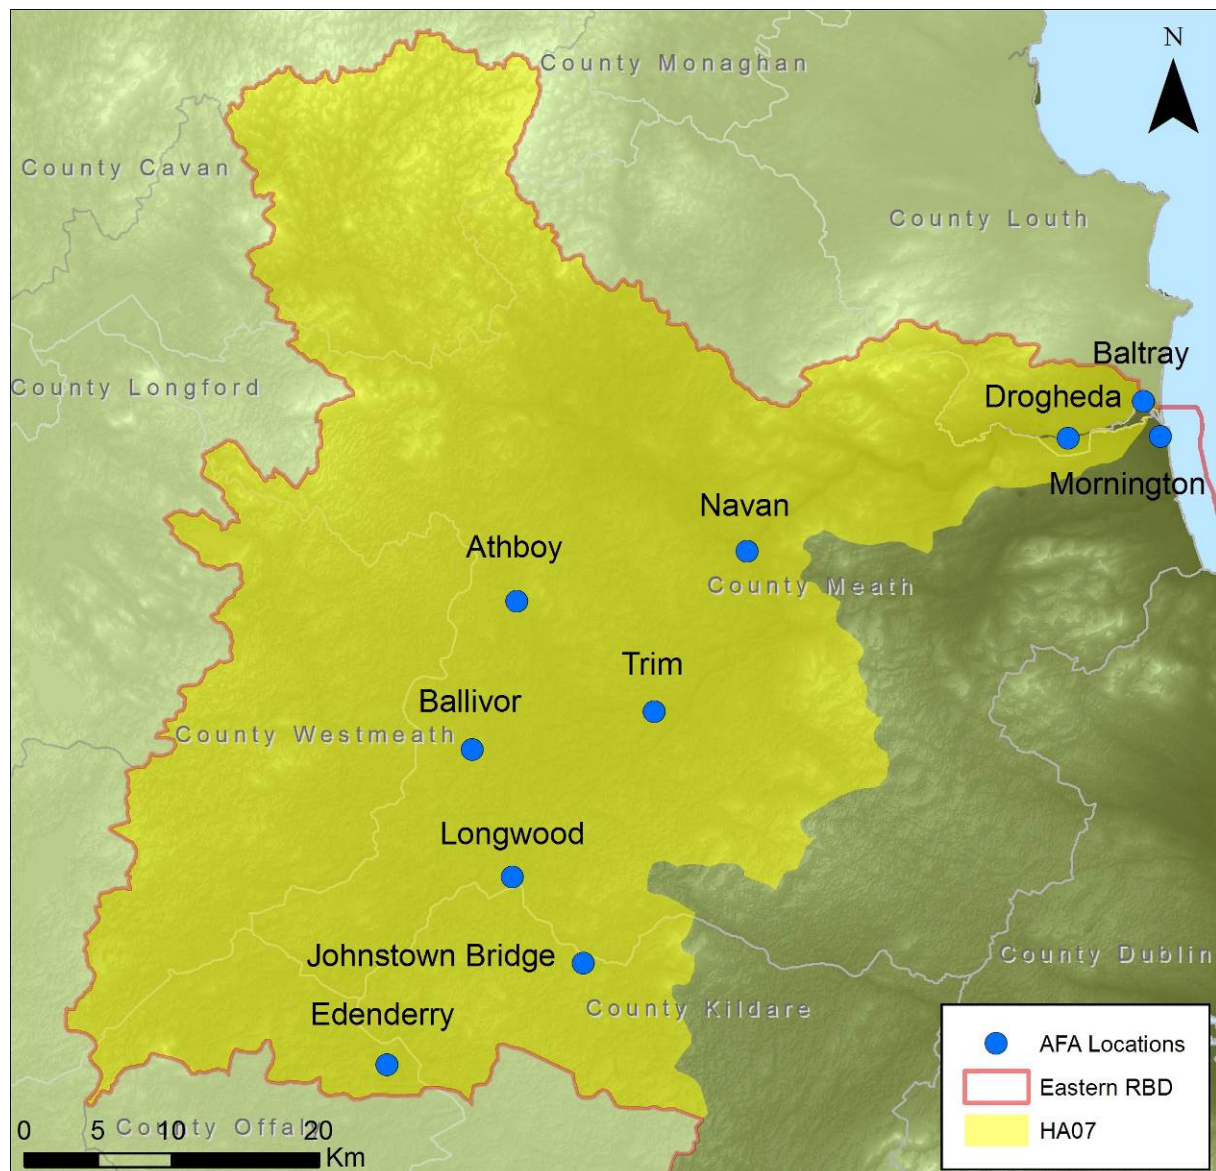 N
County Monaghan
County Cavan
County Louth
Baltray
County Longford
Drogheda
Mornington
Navan
Athboy
County Meath
Trim
Ballivor
County Westmeath
Longwood
Johnstown Bridge
County Dublin
County Kildare
Edenderry
AFA Locations
Eastern RBD
HA07
County Offaly
0 5 10 20
Km